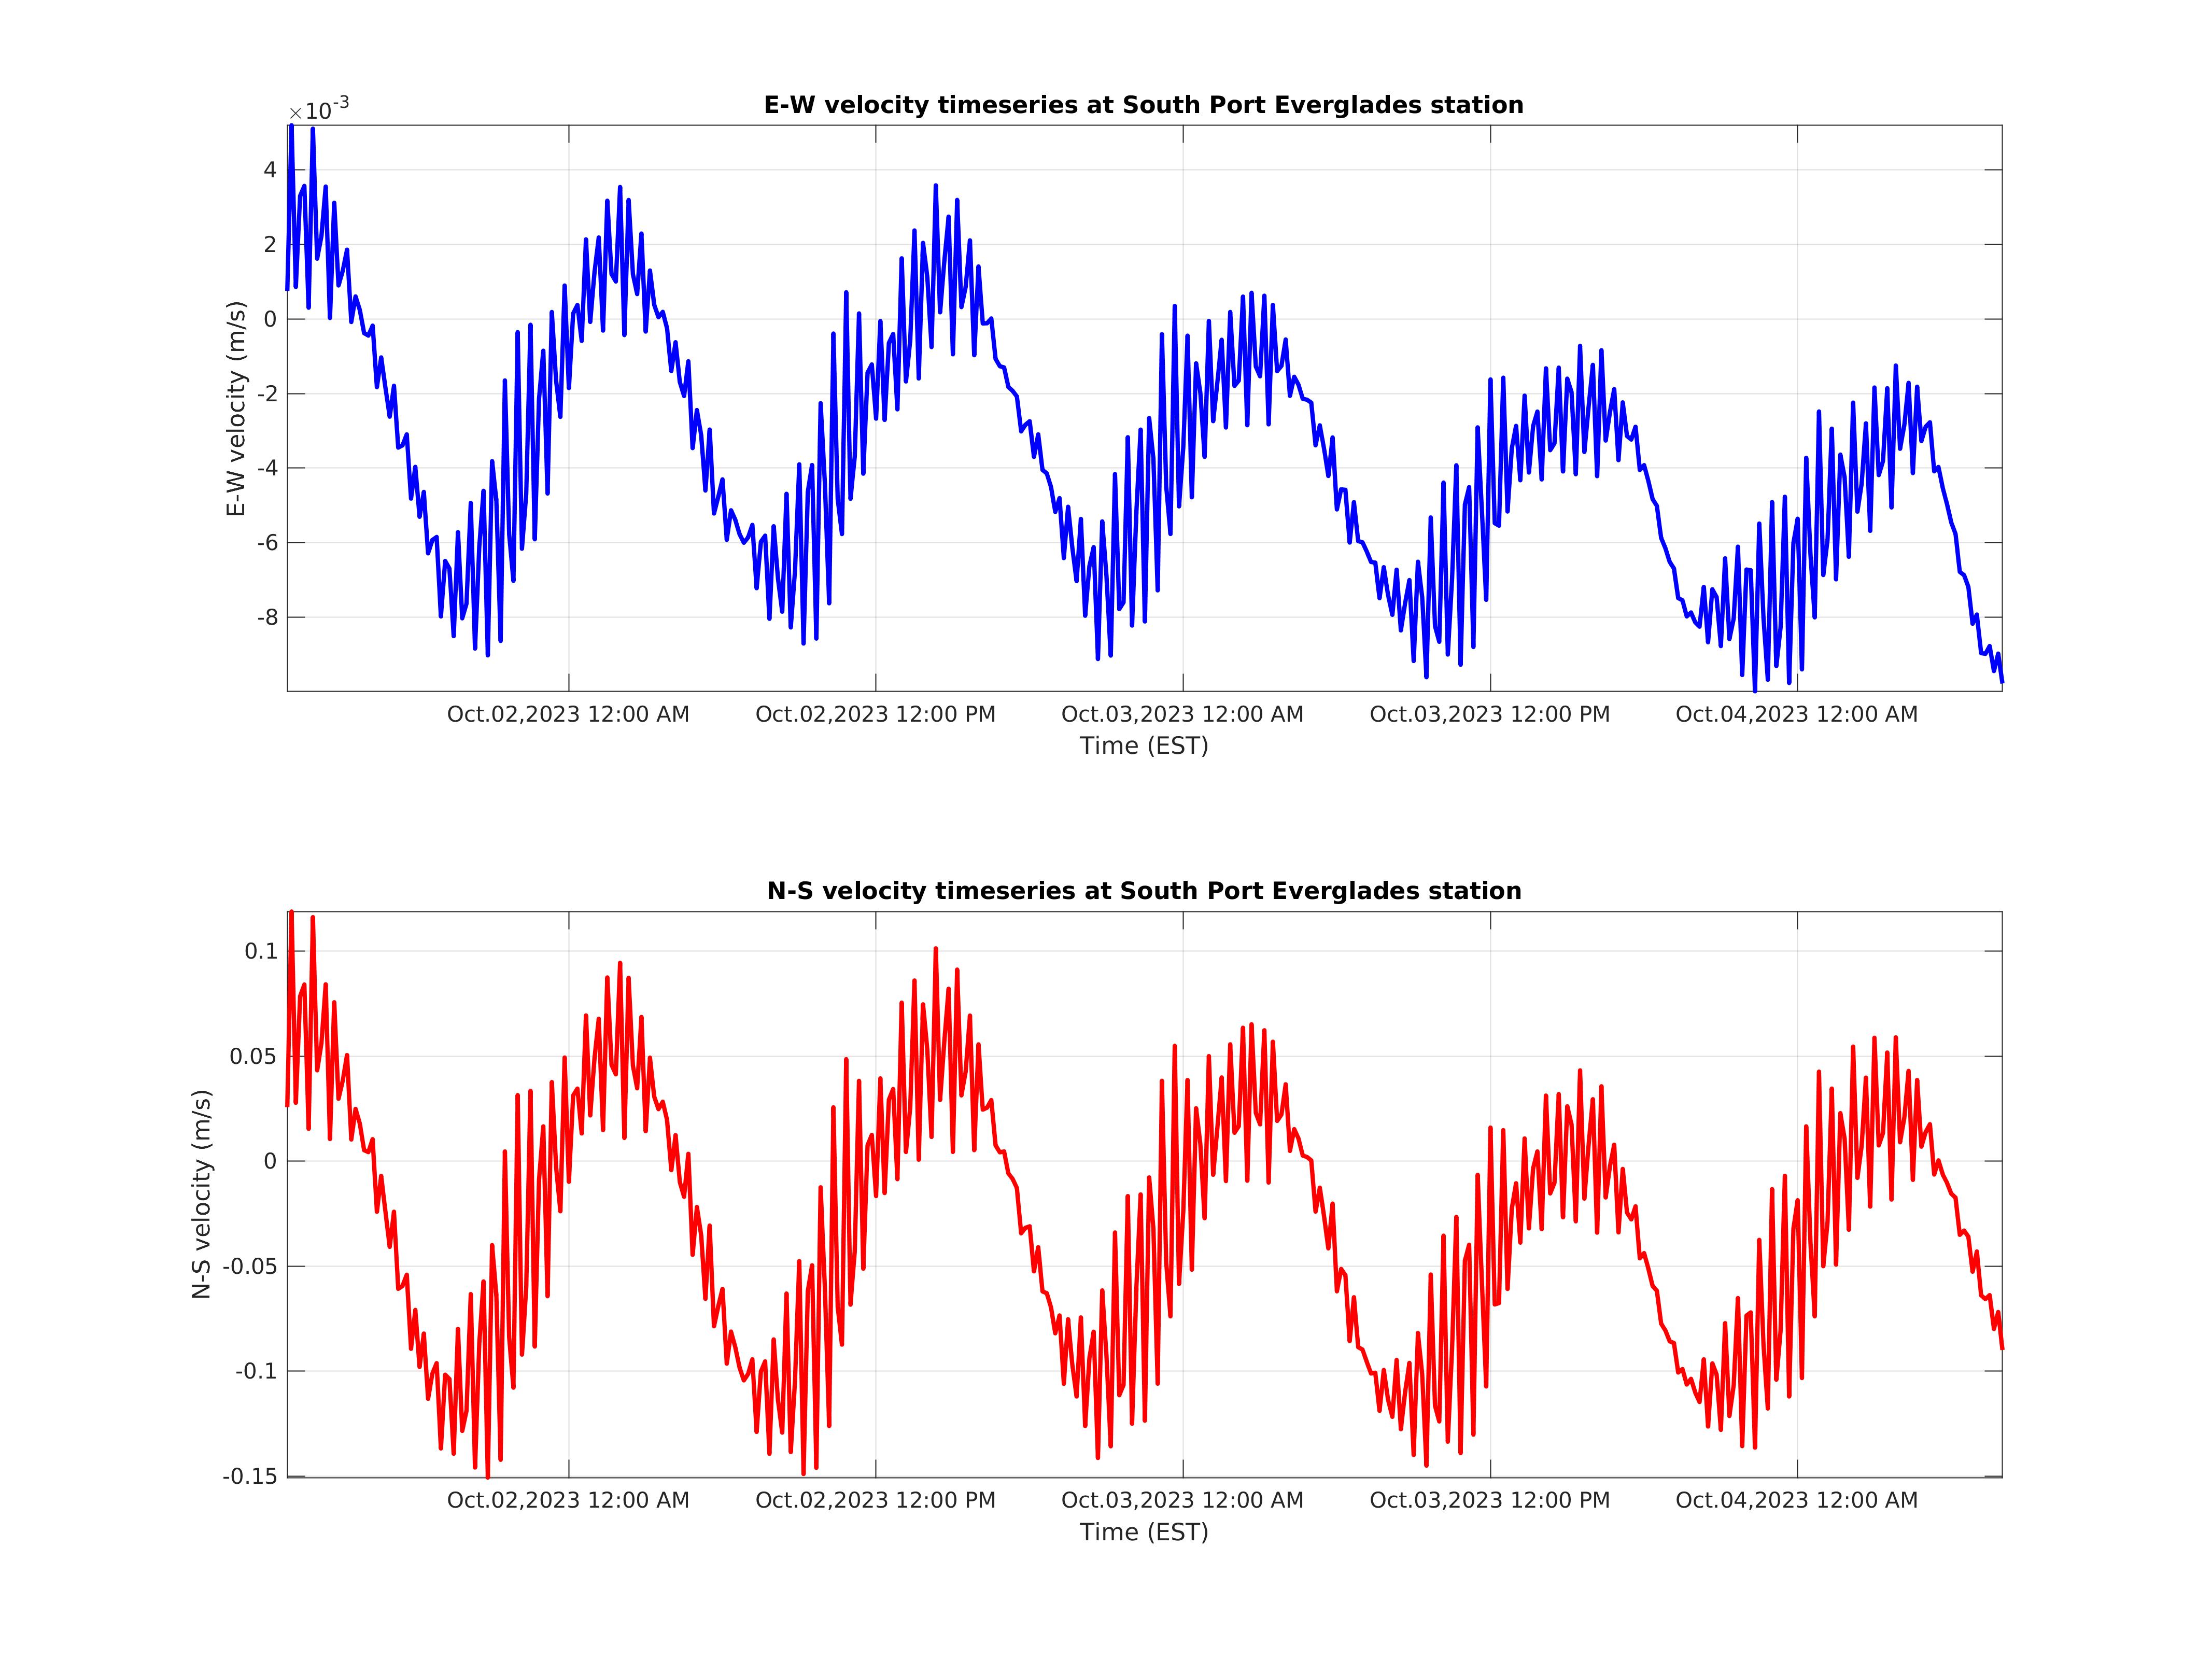 ×10-3
E-W velocity timeseries at South Port Everglades station
4
2
0
-2
-4
-6
-8
E-W velocity (m/s)
Oct.02,2023 12:00 AM Oct.02,2023 12:00 PM Oct.03,2023 12:00 AM Oct.03,2023 12:00 PM Oct.04,2023 12:00 AM
Time (EST)
N-S velocity timeseries at South Port Everglades station
0.1
0.05
0
-0.05
-0.1
-0.15
N-S velocity (m/s)
Oct.02,2023 12:00 AM Oct.02,2023 12:00 PM Oct.03,2023 12:00 AM Oct.03,2023 12:00 PM Oct.04,2023 12:00 AM
Time (EST)